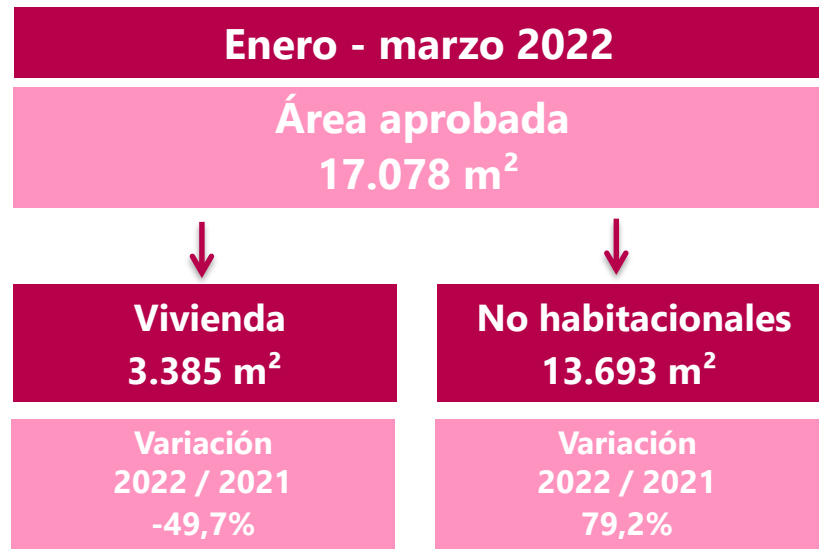 Enero - marzo 2022
Área aprobada
17.078 m²
Vivienda
3.385 m²
No habitacionales
13.693 m²
Variación
2022 / 2021
-49,7%
Variación
2022 / 2021
79,2%